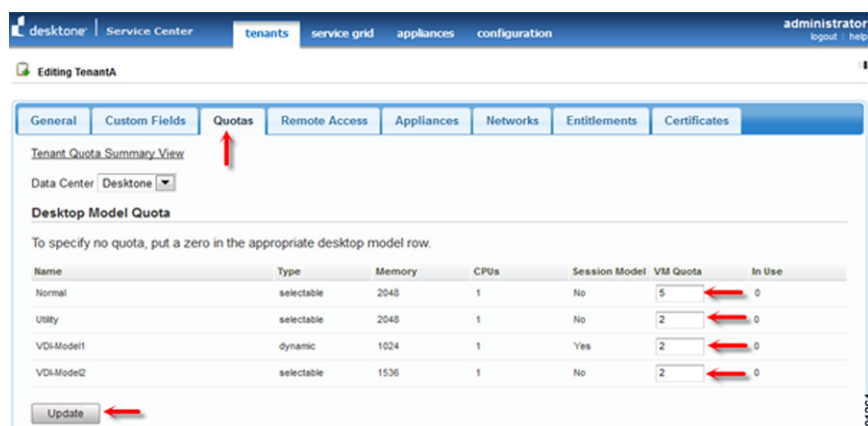 desktone Service Center tenants service grid appliances configuration administrator
logout | help
Editing TenantA
General Custom Fields Quotas Remote Access Appliances Networks Entitlements Certificates
Tenant Quota Summary View
Data Center Desktone
Desktop Model Quota
To specify no quota, put a zero in the appropriate desktop model row.
Name Type Memory CPUs Session Model VM Quota In Use
Normal selectable 2048 1 No 5 0
Utility selectable 2048 1 No 2 0
VDI-Model1 dynamic 1024 1 Yes 2 0
VDI-Model2 selectable 1536 1 No 2 0
Update